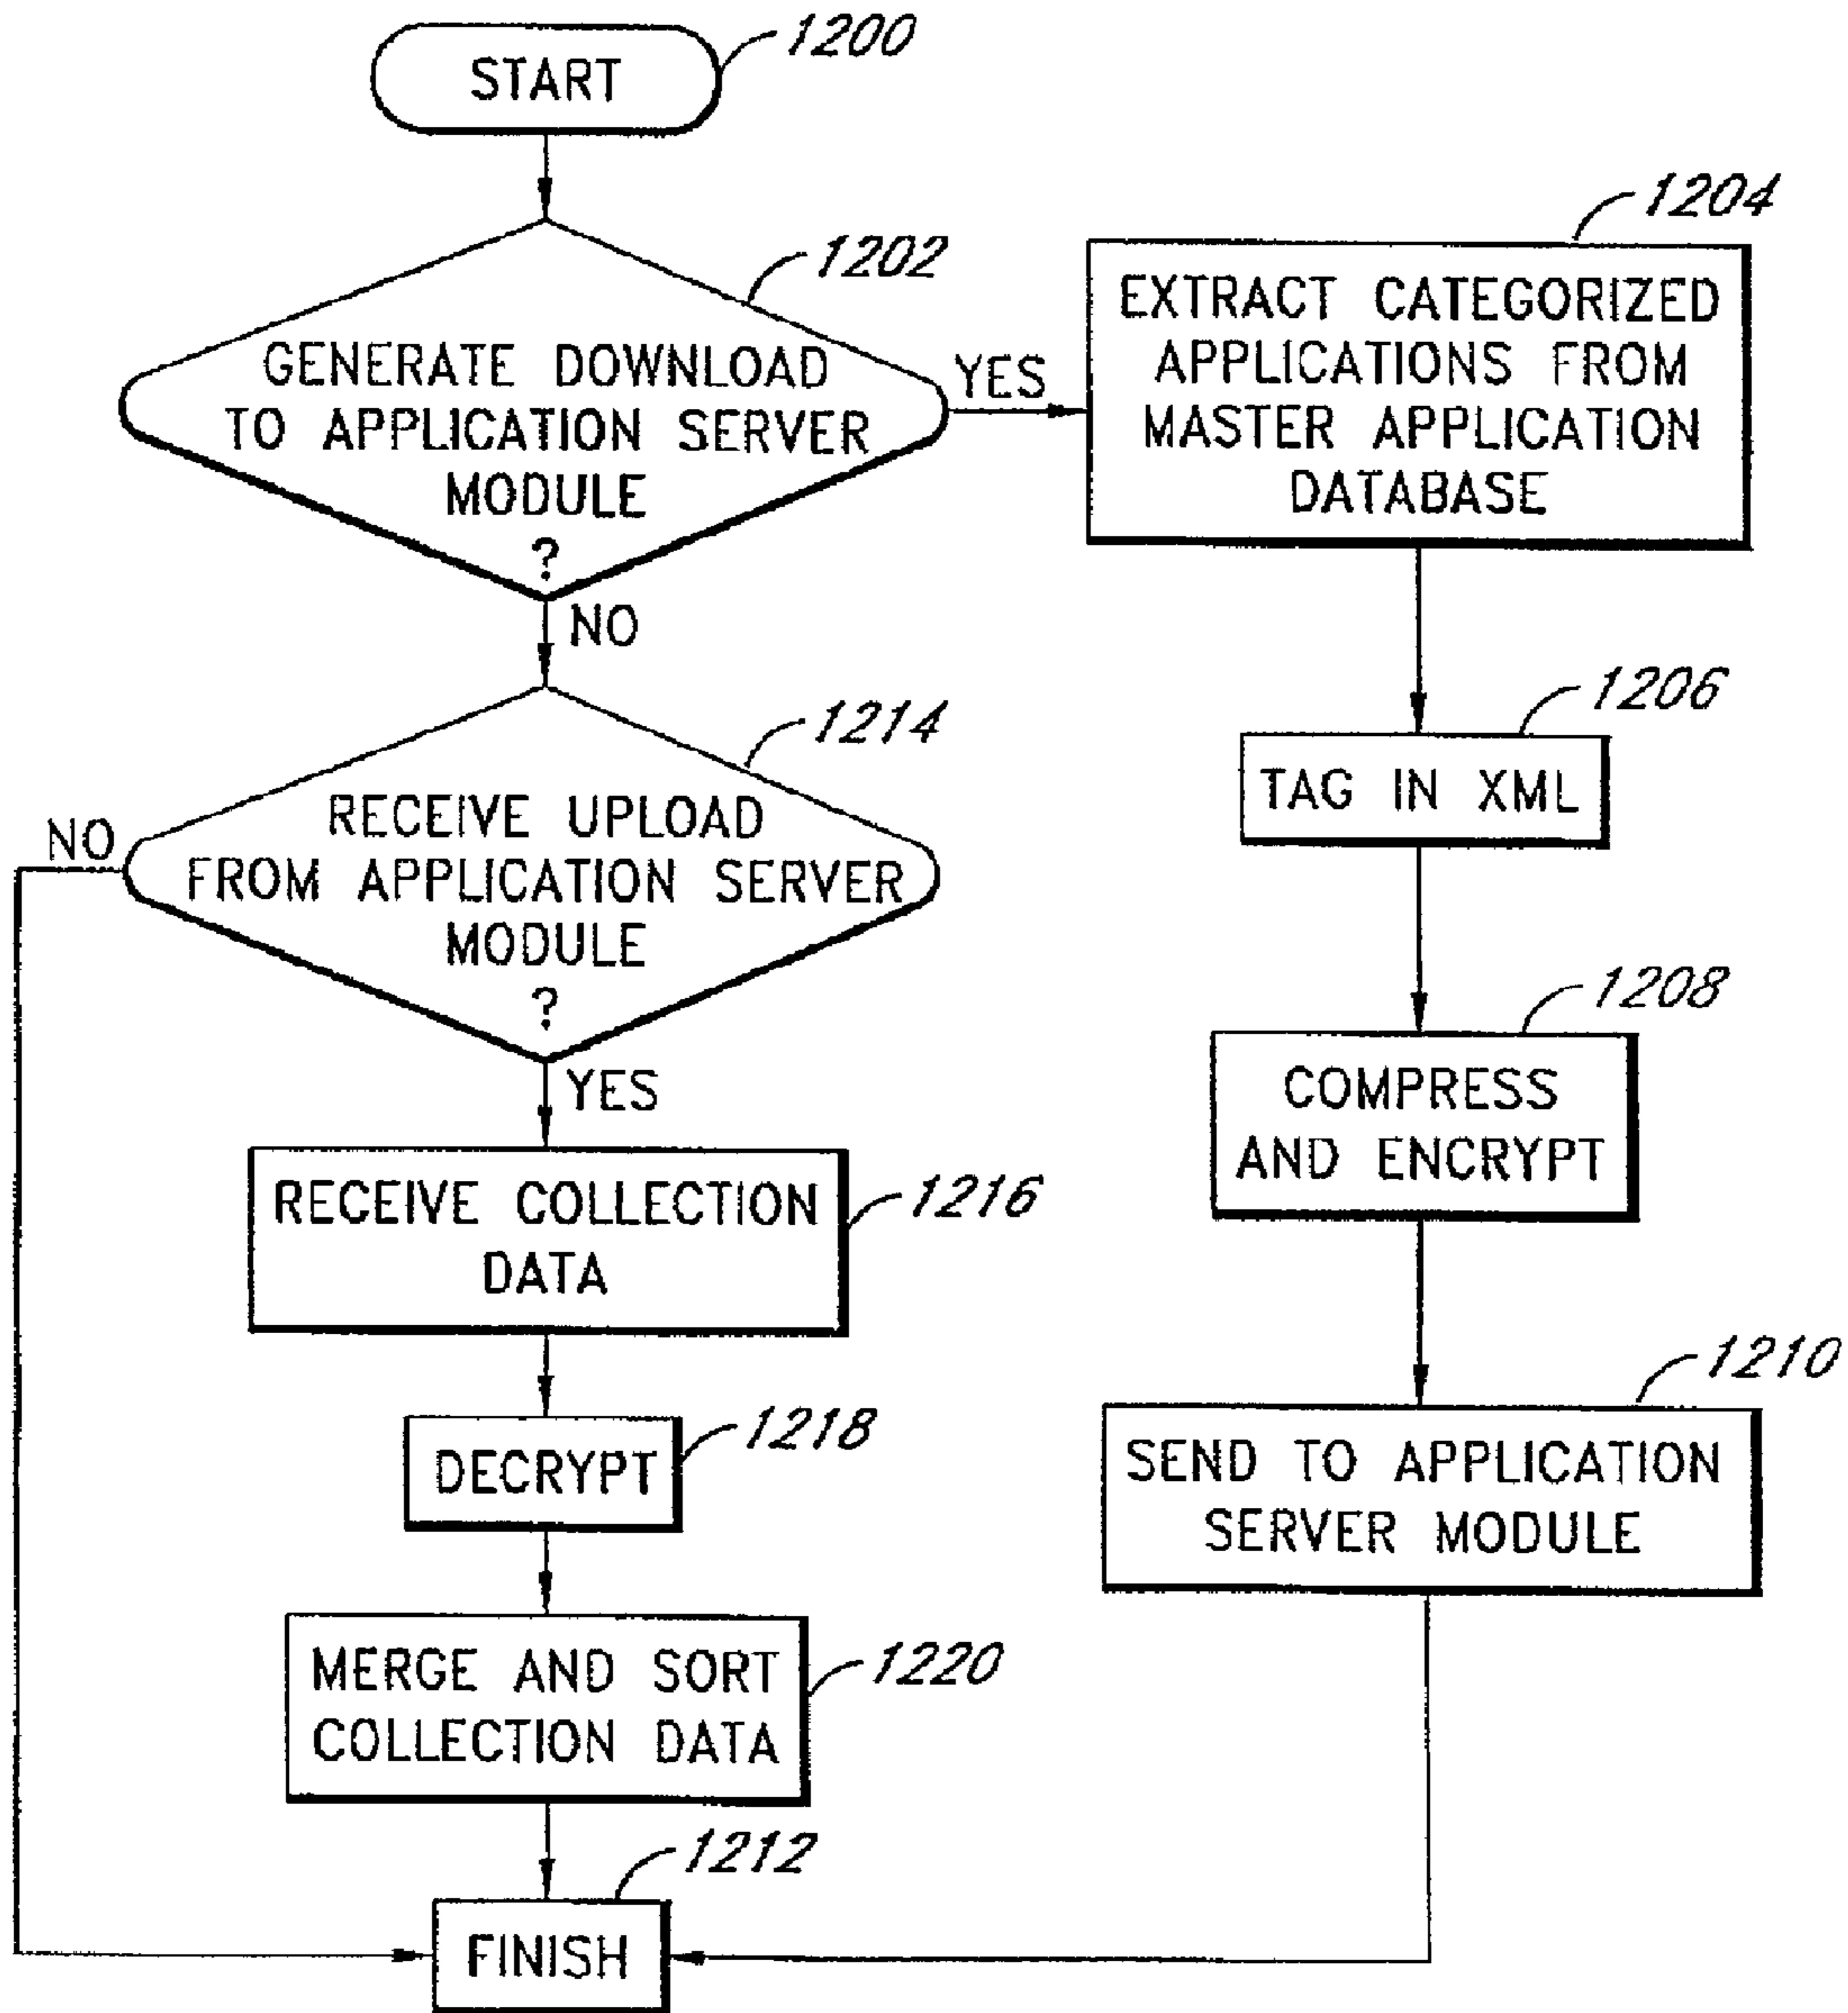 1200
START
1202
GENERATE DOWNLOAD
TO APPLICATION SERVER
MODULE
?
YES
NO
1204
EXTRACT CATEGORIZED
APPLICATIONS FROM
MASTER APPLICATION
DATABASE
1206
TAG IN XML
1208
COMPRESS
AND ENCRYPT
1210
SEND TO APPLICATION
SERVER MODULE
1214
RECEIVE UPLOAD
FROM APPLICATION SERVER
MODULE
?
NO
YES
1216
RECEIVE COLLECTION
DATA
1218
DECRYPT
1220
MERGE AND SORT
COLLECTION DATA
1212
FINISH